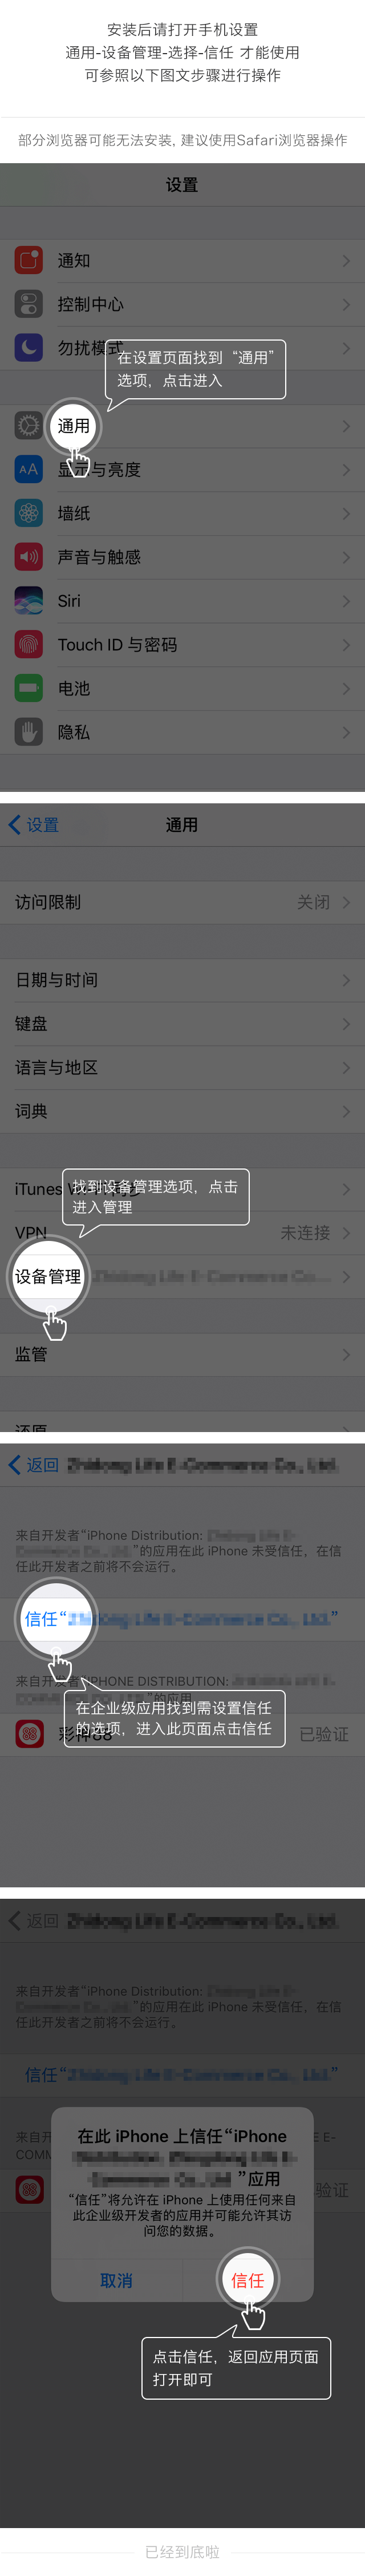 安装后请打开手机设置
通用-设备管理-选择-信任 才能使用
可参照以下图文步骤进行操作
部分浏览器可能无法安装, 建议使用Safari浏览器操作
设置
通知
控制中心
勿扰模式
在设置页面找到“通用”
选项，点击进入
通用
显示与亮度
墙纸
声音与触感
Siri
Touch ID 与密码
电池
隐私
设置 通用
访问限制 关闭
日期与时间
键盘
语言与地区
词典
找到设备管理选项，点击
进入管理
iTunes
VPN 未连接
设备管理
监管
还原
返回
来自开发者“iPhone Distribution:
”的应用在此 iPhone 未受信任，在信
任此开发者之前将不会运行。
信任“ ”
来自开发者“IPHONE DISTRIBUTION:
”的应用
在企业级应用找到需设置信任
的选项，进入此页面点击信任
彩神88 已验证
返回
来自开发者“iPhone Distribution:
”的应用在此 iPhone 未受信任，在信
任此开发者之前将不会运行。
信任“ ”
来自开 E E-
COMM
在此 iPhone 上信任“iPhone
”应用
“信任”将允许在 iPhone 上使用任何来自
此企业级开发者的应用并可能允许其访
问您的数据。
验证
取消 信任
点击信任，返回应用页面
打开即可
已经到底啦